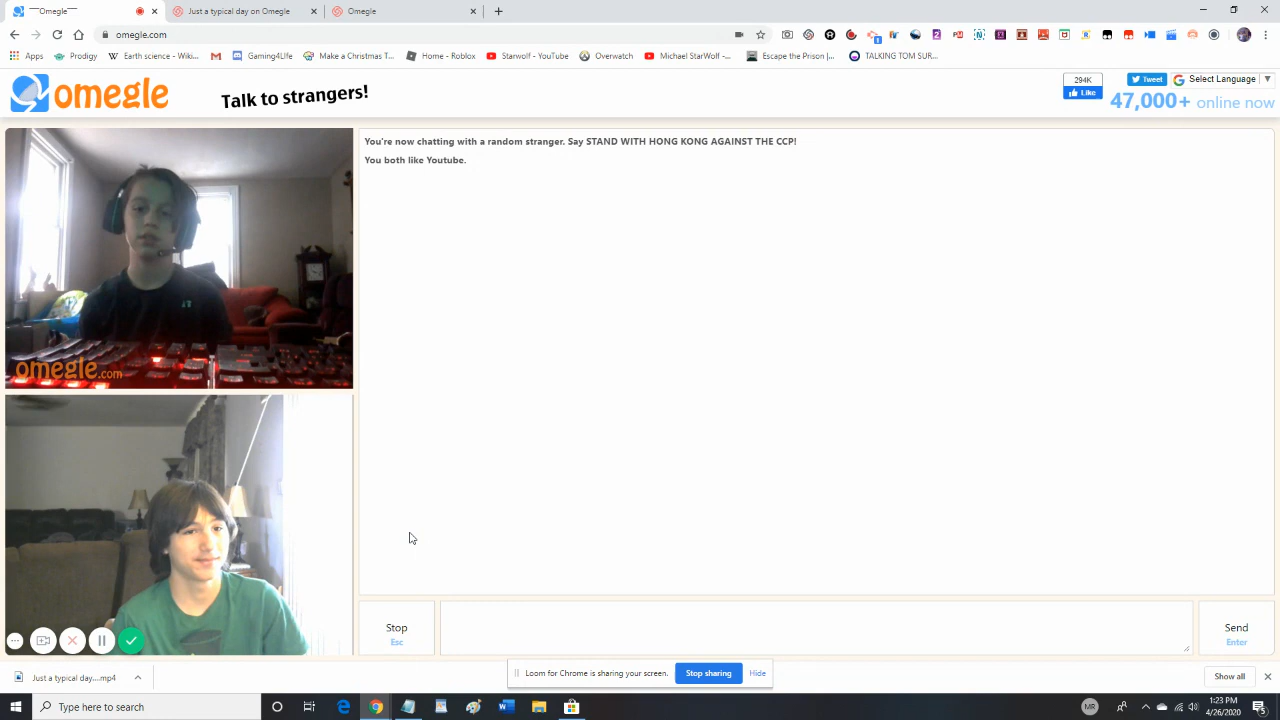 """Omegle"""
Just a typical day on Omegle
Omegle
omegle.com
Apps
Prodigy
Earth science - Wiki...
Gaming4Life
Make a Christmas T...
Home - Roblox
Starwolf - YouTube
Overwatch
Michael StarWolf -...
Escape the Prison |...
TALKING TOM SUR...
omegle
Talk to strangers!
294K
Like
Tweet
Select Language
47,000+ online now
You're now chatting with a random stranger. Say STAND WITH HONG KONG AGAINST THE CCP!
You both like Youtube.
omegle.com
Stop
Esc
Send
Enter
Just a typical day....mp4
Loom for Chrome is sharing your screen.
Stop sharing
Hide
Show all
Type here to search
MR
1:23 PM
4/26/2020